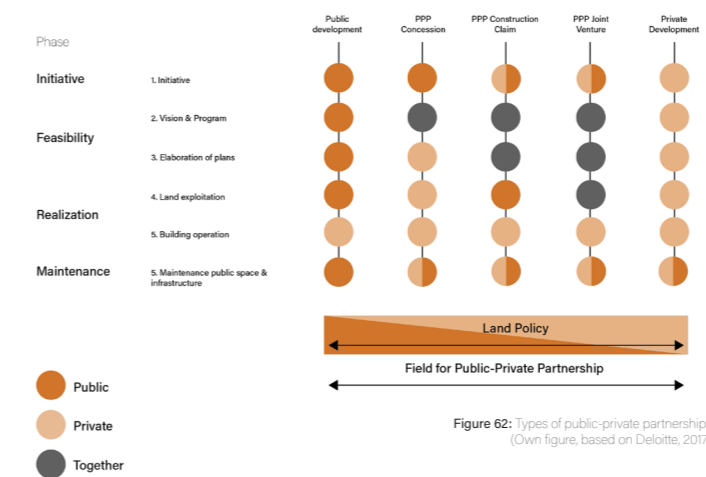 Public
development
PPP
Concession
PPP Construction
Claim
PPP Joint
Venture
Private
Development
Phase
Initiative
1. Initiative
2. Vision & Program
Feasibility
3. Elaboration of plans
4. Land exploitation
Realization
5. Building operation
Maintenance
5. Maintenance public space &
infrastructure
Land Policy
Field for Public-Private Partnership
Public
Private
Together
Figure 62: Types of public-private partnership
(Own figure, based on Deloitte, 2017